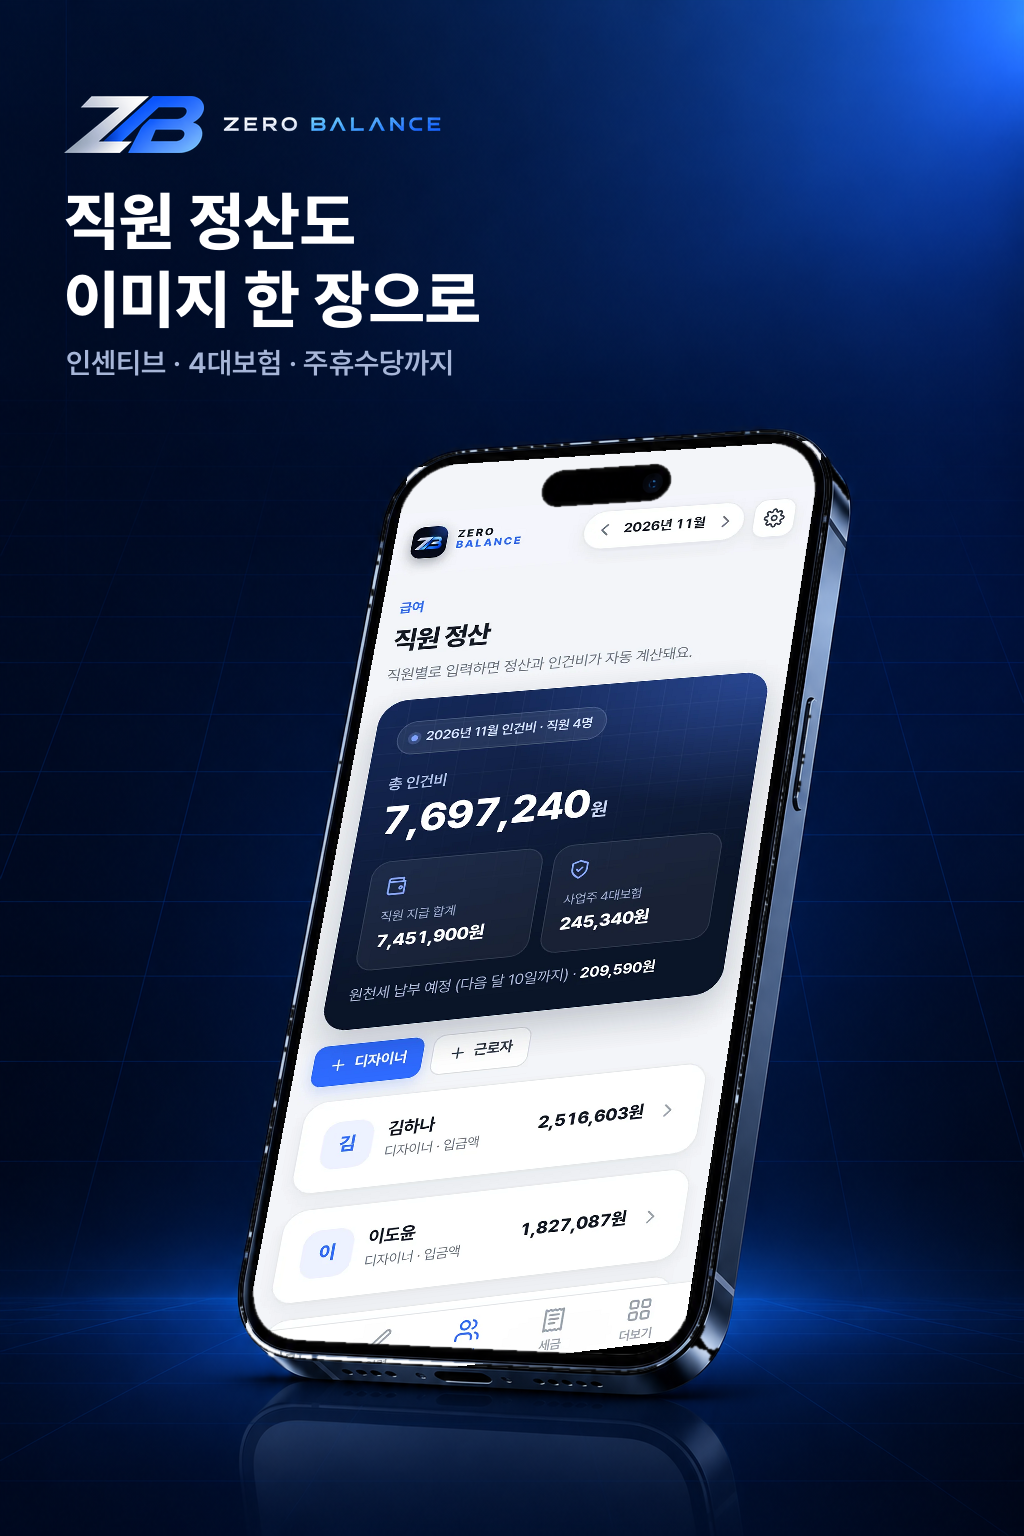 ZB ZERO BALANCE
직원 정산도
이미지 한 장으로
인센티브 · 4대보험 · 주휴수당까지
ZB ZERO BALANCE
2026년 11월
급여
직원 정산
직원별로 입력하면 정산과 인건비가 자동 계산돼요.
2026년 11월 인건비 · 직원 4명
총 인건비
7,697,240원
직원 지급 합계
7,451,900원
사업주 4대보험
245,340원
원천세 납부 예정 (다음 달 10일까지) · 209,590원
+ 디자이너
+ 근로자
김
김하나
디자이너 · 입금액
2,516,603원
이
이도윤
디자이너 · 입금액
1,827,087원
세금
더보기